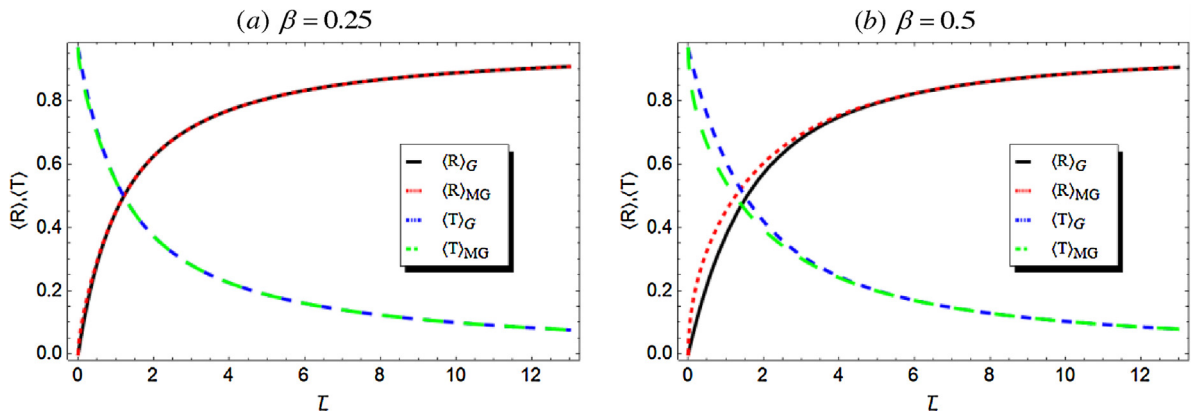 (a) β = 0.25
⟨R⟩,⟨T⟩
0.8
0.6
0.4
0.2
0.0
0 2 4 6 8 10 12
L̄
⟨R⟩G
⟨R⟩MG
⟨T⟩G
⟨T⟩MG
(b) β = 0.5
⟨R⟩,⟨T⟩
0.8
0.6
0.4
0.2
0.0
0 2 4 6 8 10 12
L̄
⟨R⟩G
⟨R⟩MG
⟨T⟩G
⟨T⟩MG